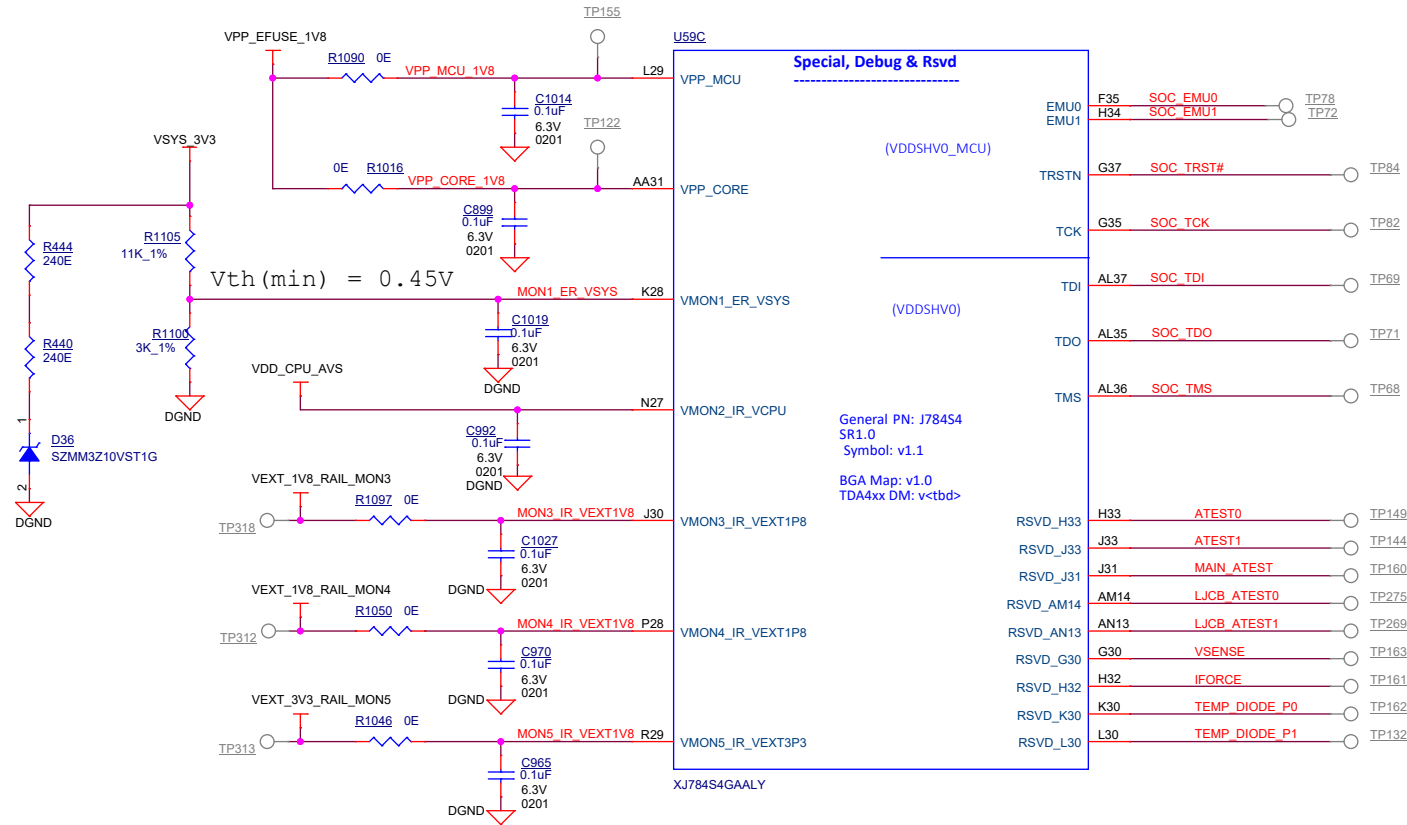 TP155
VPP_EFUSE_1V8
U59C
R1090 0E
VPP_MCU_1V8
L29
VPP_MCU
Special, Debug & Rsvd
------------------------------
C1014
0.1uF
6.3V
0201
TP122
EMU0
F35
SOC_EMU0
TP78
EMU1
H34
SOC_EMU1
TP72
VSYS_3V3
(VDDSHV0_MCU)
0E R1016
VPP_CORE_1V8
AA31
VPP_CORE
TRSTN
G37
SOC_TRST#
TP84
C899
0.1uF
6.3V
0201
TCK
G35
SOC_TCK
TP82
R444
240E
R1105
11K_1%
Vth(min) = 0.45V
MON1_ER_VSYS
K28
VMON1_ER_VSYS
TDI
AL37
SOC_TDI
TP69
(VDDSHV0)
C1019
0.1uF
6.3V
0201
DGND
R440
240E
R1100
3K_1%
DGND
TDO
AL35
SOC_TDO
TP71
VDD_CPU_AVS
N27
VMON2_IR_VCPU
TMS
AL36
SOC_TMS
TP68
1
D36
SZMM3Z10VST1G
2
DGND
C992
0.1uF
6.3V
0201
DGND
General PN: J784S4
SR1.0
Symbol: v1.1
BGA Map: v1.0
TDA4xx DM: v<tbd>
VEXT_1V8_RAIL_MON3
R1097 0E
TP318
MON3_IR_VEXT1V8
J30
VMON3_IR_VEXT1P8
C1027
0.1uF
6.3V
0201
DGND
RSVD_H33
H33
ATEST0
TP149
RSVD_J33
J33
ATEST1
TP144
RSVD_J31
J31
MAIN_ATEST
TP160
VEXT_1V8_RAIL_MON4
R1050 0E
TP312
MON4_IR_VEXT1V8
P28
VMON4_IR_VEXT1P8
C970
0.1uF
6.3V
0201
DGND
RSVD_AM14
AM14
LJCB_ATEST0
TP275
RSVD_AN13
AN13
LJCB_ATEST1
TP269
RSVD_G30
G30
VSENSE
TP163
RSVD_H32
H32
IFORCE
TP161
VEXT_3V3_RAIL_MON5
R1046 0E
TP313
MON5_IR_VEXT1V8
R29
VMON5_IR_VEXT3P3
RSVD_K30
K30
TEMP_DIODE_P0
TP162
RSVD_L30
L30
TEMP_DIODE_P1
TP132
C965
0.1uF
6.3V
0201
DGND
XJ784S4GAALY